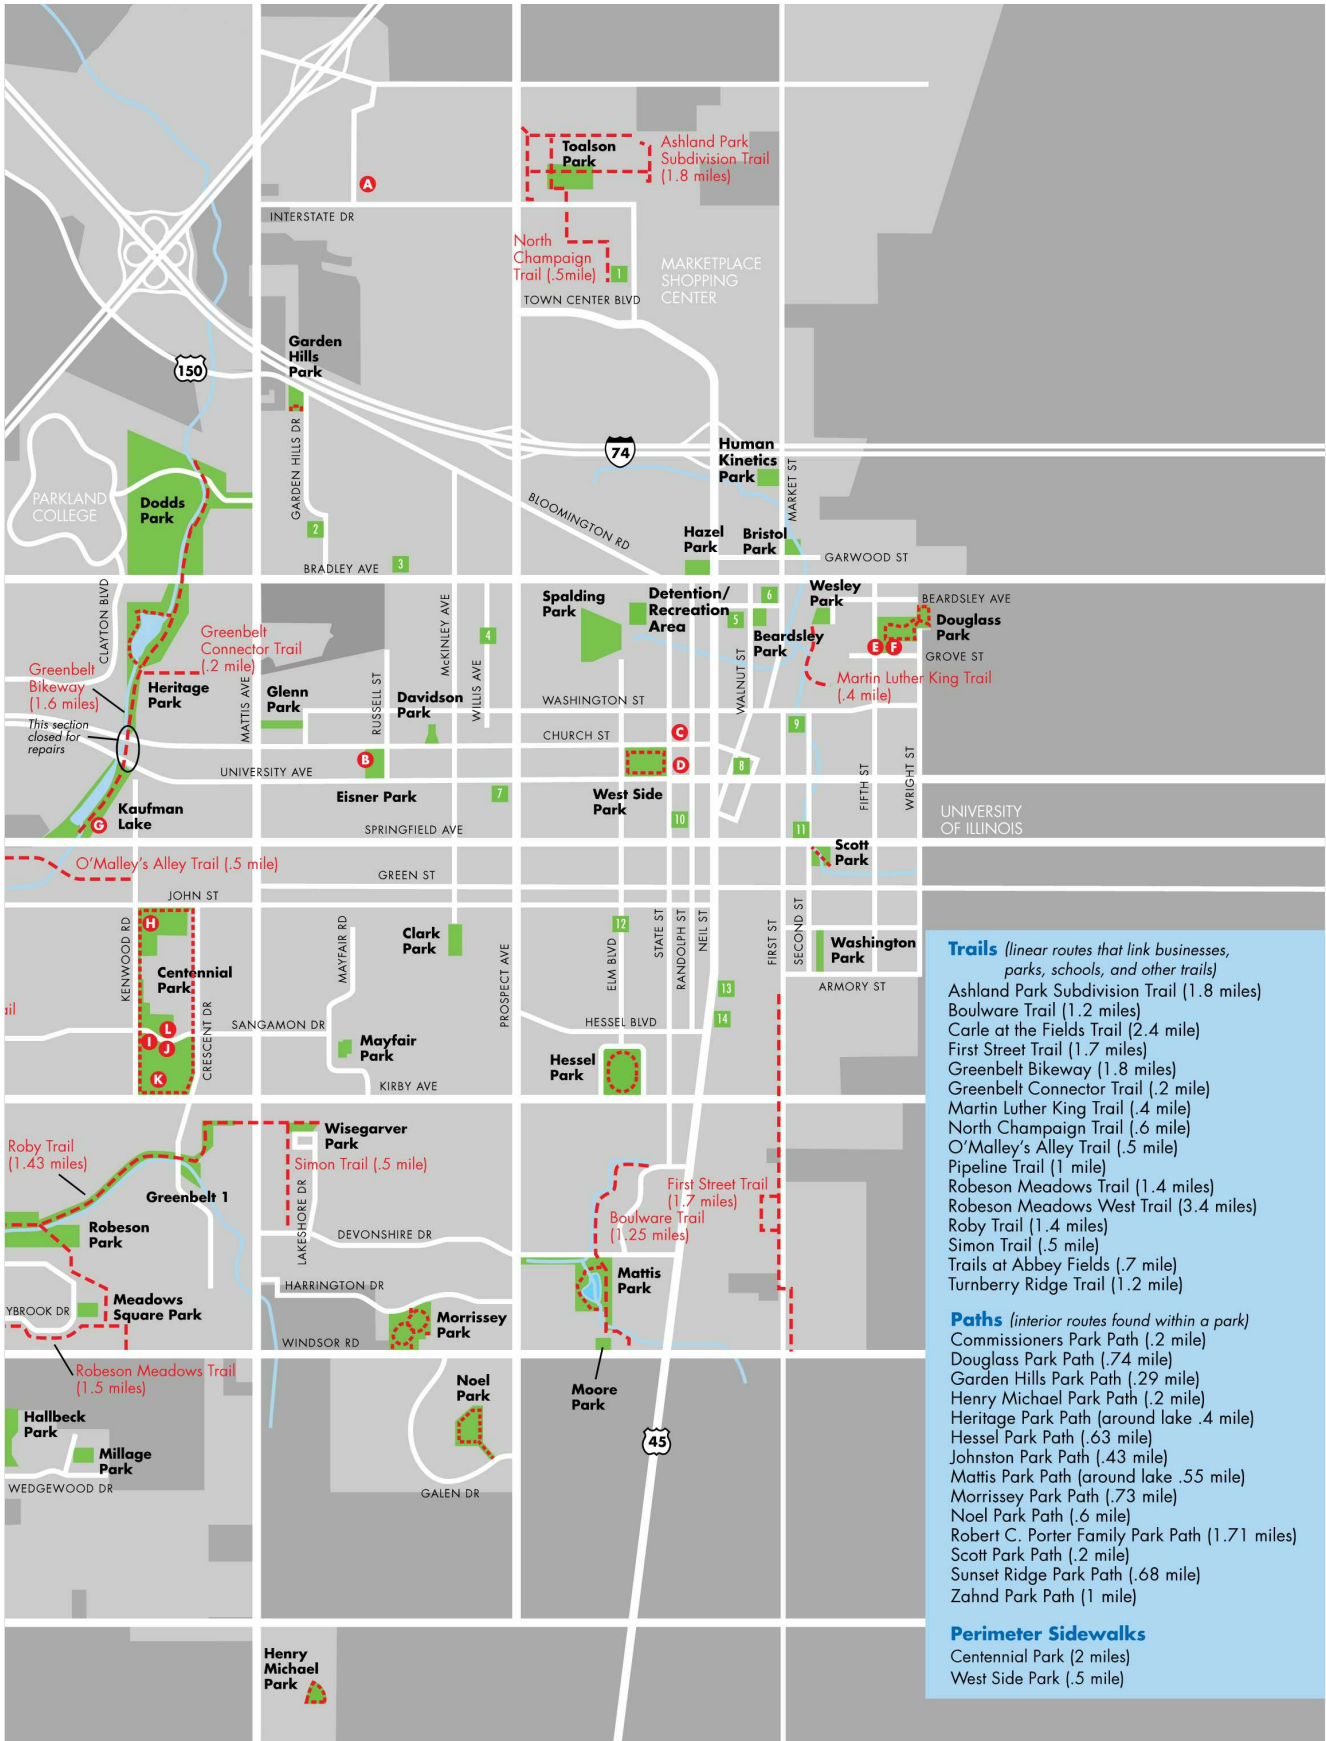 Toalson
Park
Ashland Park
Subdivision Trail
(1.8 miles)
A
INTERSTATE DR
North
Champaign
Trail (.5mile)
1
MARKETPLACE
SHOPPING
CENTER
TOWN CENTER BLVD
Garden
Hills
Park
150
GARDEN HILLS DR
74
Human
Kinetics
Park
MARKET ST
PARKLAND
COLLEGE
Dodds
Park
BLOOMINGTON RD
2
Hazel
Park
Bristol
Park
GARWOOD ST
BRADLEY AVE
3
CLAYTON BLVD
McKINLEY AVE
Spalding
Park
Detention/
Recreation
Area
6
5
Wesley
Park
BEARDSLEY AVE
Douglass
Park
Beardsley
Park
4
E
F
GROVE ST
Greenbelt
Connector Trail
(.2 mile)
Greenbelt
Bikeway
(1.6 miles)
Heritage
Park
This section
closed for
repairs
MATTIS AVE
Glenn
Park
RUSSELL ST
Davidson
Park
WILLIS AVE
WALNUT ST
Martin Luther King Trail
(.4 mile)
WASHINGTON ST
CHURCH ST
C
9
B
D
8
UNIVERSITY AVE
Eisner Park
7
West Side
Park
FIFTH ST
WRIGHT ST
Kaufman
Lake
G
10
11
UNIVERSITY
OF ILLINOIS
SPRINGFIELD AVE
Scott
Park
O'Malley's Alley Trail (.5 mile)
GREEN ST
JOHN ST
H
KENWOOD RD
Centennial
Park
MAYFAIR RD
Clark
Park
PROSPECT AVE
12
ELM BLVD
STATE ST
RANDOLPH ST
NEIL ST
FIRST ST
SECOND ST
Washington
Park
ARMORY ST
13
14
ail
L
I
J
K
CRESCENT DR
SANGAMON DR
HESSEL BLVD
Mayfair
Park
Hessel
Park
KIRBY AVE
Wisegarver
Park
Roby Trail
(1.43 miles)
Simon Trail (.5 mile)
Greenbelt 1
LAKESHORE DR
First Street Trail
(1.7 miles)
Boulware Trail
(1.25 miles)
Robeson
Park
DEVONSHIRE DR
Mattis
Park
HARRINGTON DR
Meadows
Square Park
YBROOK DR
Morrissey
Park
WINDSOR RD
Robeson Meadows Trail
(1.5 miles)
Noel
Park
Moore
Park
Hallbeck
Park
45
Millage
Park
WEDGEWOOD DR
GALEN DR
Henry
Michael
Park
Trails (linear routes that link businesses,
parks, schools, and other trails)
Ashland Park Subdivision Trail (1.8 miles)
Boulware Trail (1.2 miles)
Carle at the Fields Trail (2.4 mile)
First Street Trail (1.7 miles)
Greenbelt Bikeway (1.8 miles)
Greenbelt Connector Trail (.2 mile)
Martin Luther King Trail (.4 mile)
North Champaign Trail (.6 mile)
O'Malley's Alley Trail (.5 mile)
Pipeline Trail (1 mile)
Robeson Meadows Trail (1.4 miles)
Robeson Meadows West Trail (3.4 miles)
Roby Trail (1.4 miles)
Simon Trail (.5 mile)
Trails at Abbey Fields (.7 mile)
Turnberry Ridge Trail (1.2 mile)
Paths (interior routes found within a park)
Commissioners Park Path (.2 mile)
Douglass Park Path (.74 mile)
Garden Hills Park Path (.29 mile)
Henry Michael Park Path (.2 mile)
Heritage Park Path (around lake .4 mile)
Hessel Park Path (.63 mile)
Johnston Park Path (.43 mile)
Mattis Park Path (around lake .55 mile)
Morrissey Park Path (.73 mile)
Noel Park Path (.6 mile)
Robert C. Porter Family Park Path (1.71 miles)
Scott Park Path (.2 mile)
Sunset Ridge Park Path (.68 mile)
Zahnd Park Path (1 mile)
Perimeter Sidewalks
Centennial Park (2 miles)
West Side Park (.5 mile)